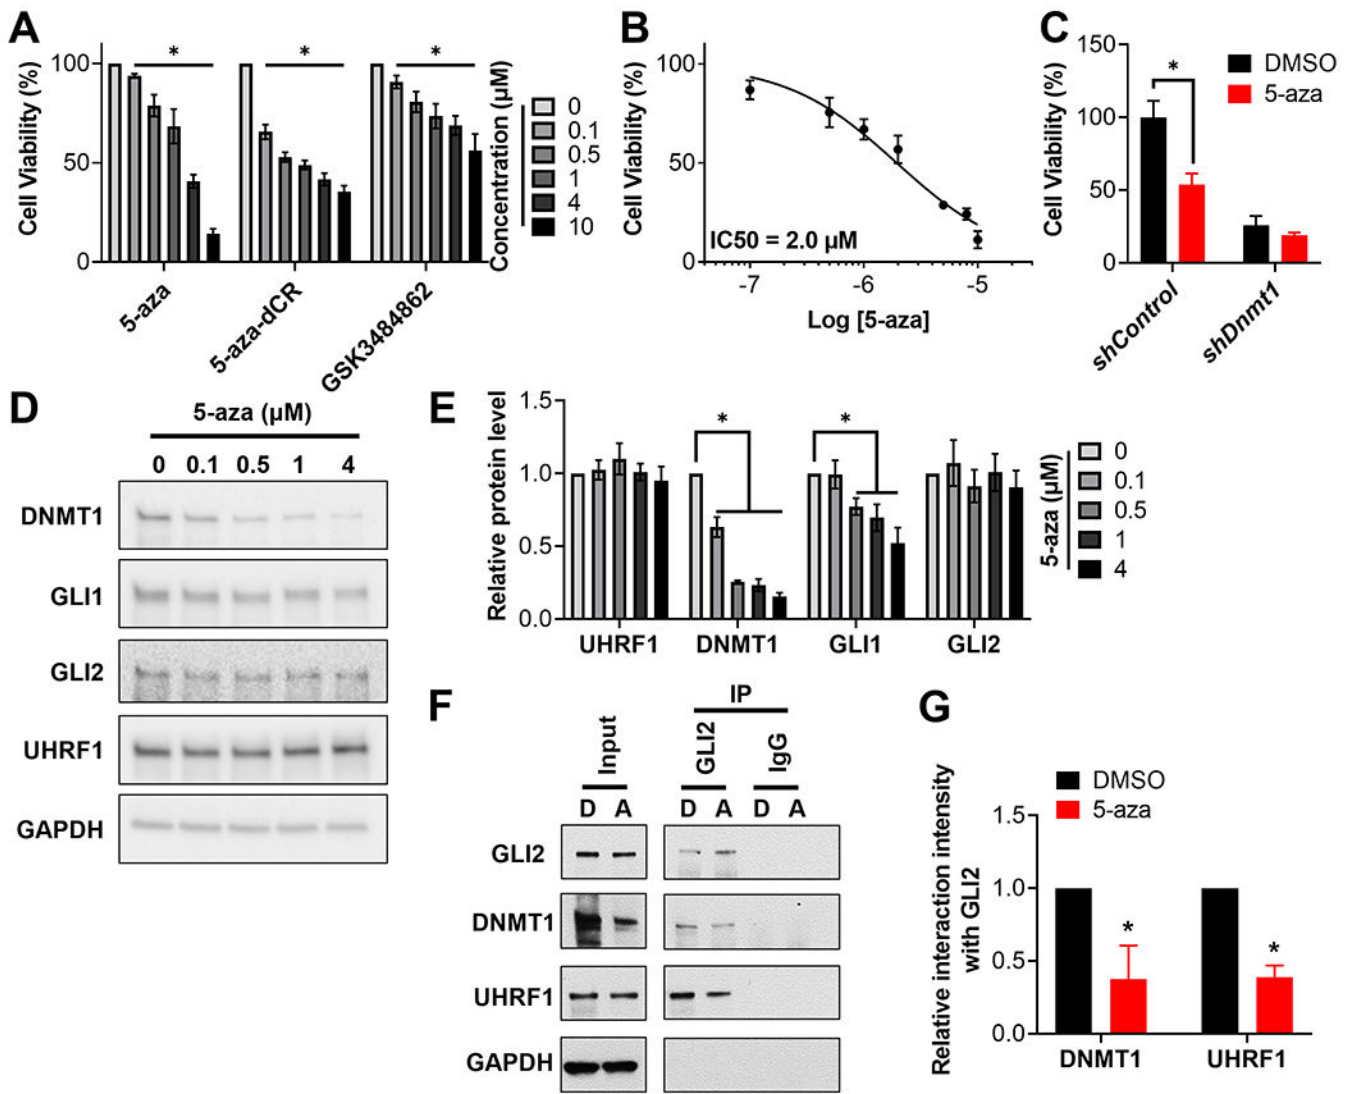 A
Cell Viability (%)
100
50
0
*
*
*
5-aza
5-aza-dCR
GSK3484862
Concentration (µM)
0
0.1
0.5
1
4
10
B
Cell Viability (%)
100
50
0
IC50 = 2.0 µM
-7
-6
-5
Log [5-aza]
C
Cell Viability (%)
150
100
50
0
*
DMSO
5-aza
shControl
shDnmt1
D
5-aza (µM)
0 0.1 0.5 1 4
DNMT1
GLI1
GLI2
UHRF1
GAPDH
E
Relative protein level
1.5
1.0
0.5
0.0
*
*
UHRF1
DNMT1
GLI1
GLI2
5-aza (µM)
0
0.1
0.5
1
4
F
IP
Input
GLI2
IgG
D A D A D A
GLI2
DNMT1
UHRF1
GAPDH
G
DMSO
5-aza
Relative interaction intensity
with GLI2
1.5
1.0
0.5
0.0
*
*
DNMT1
UHRF1